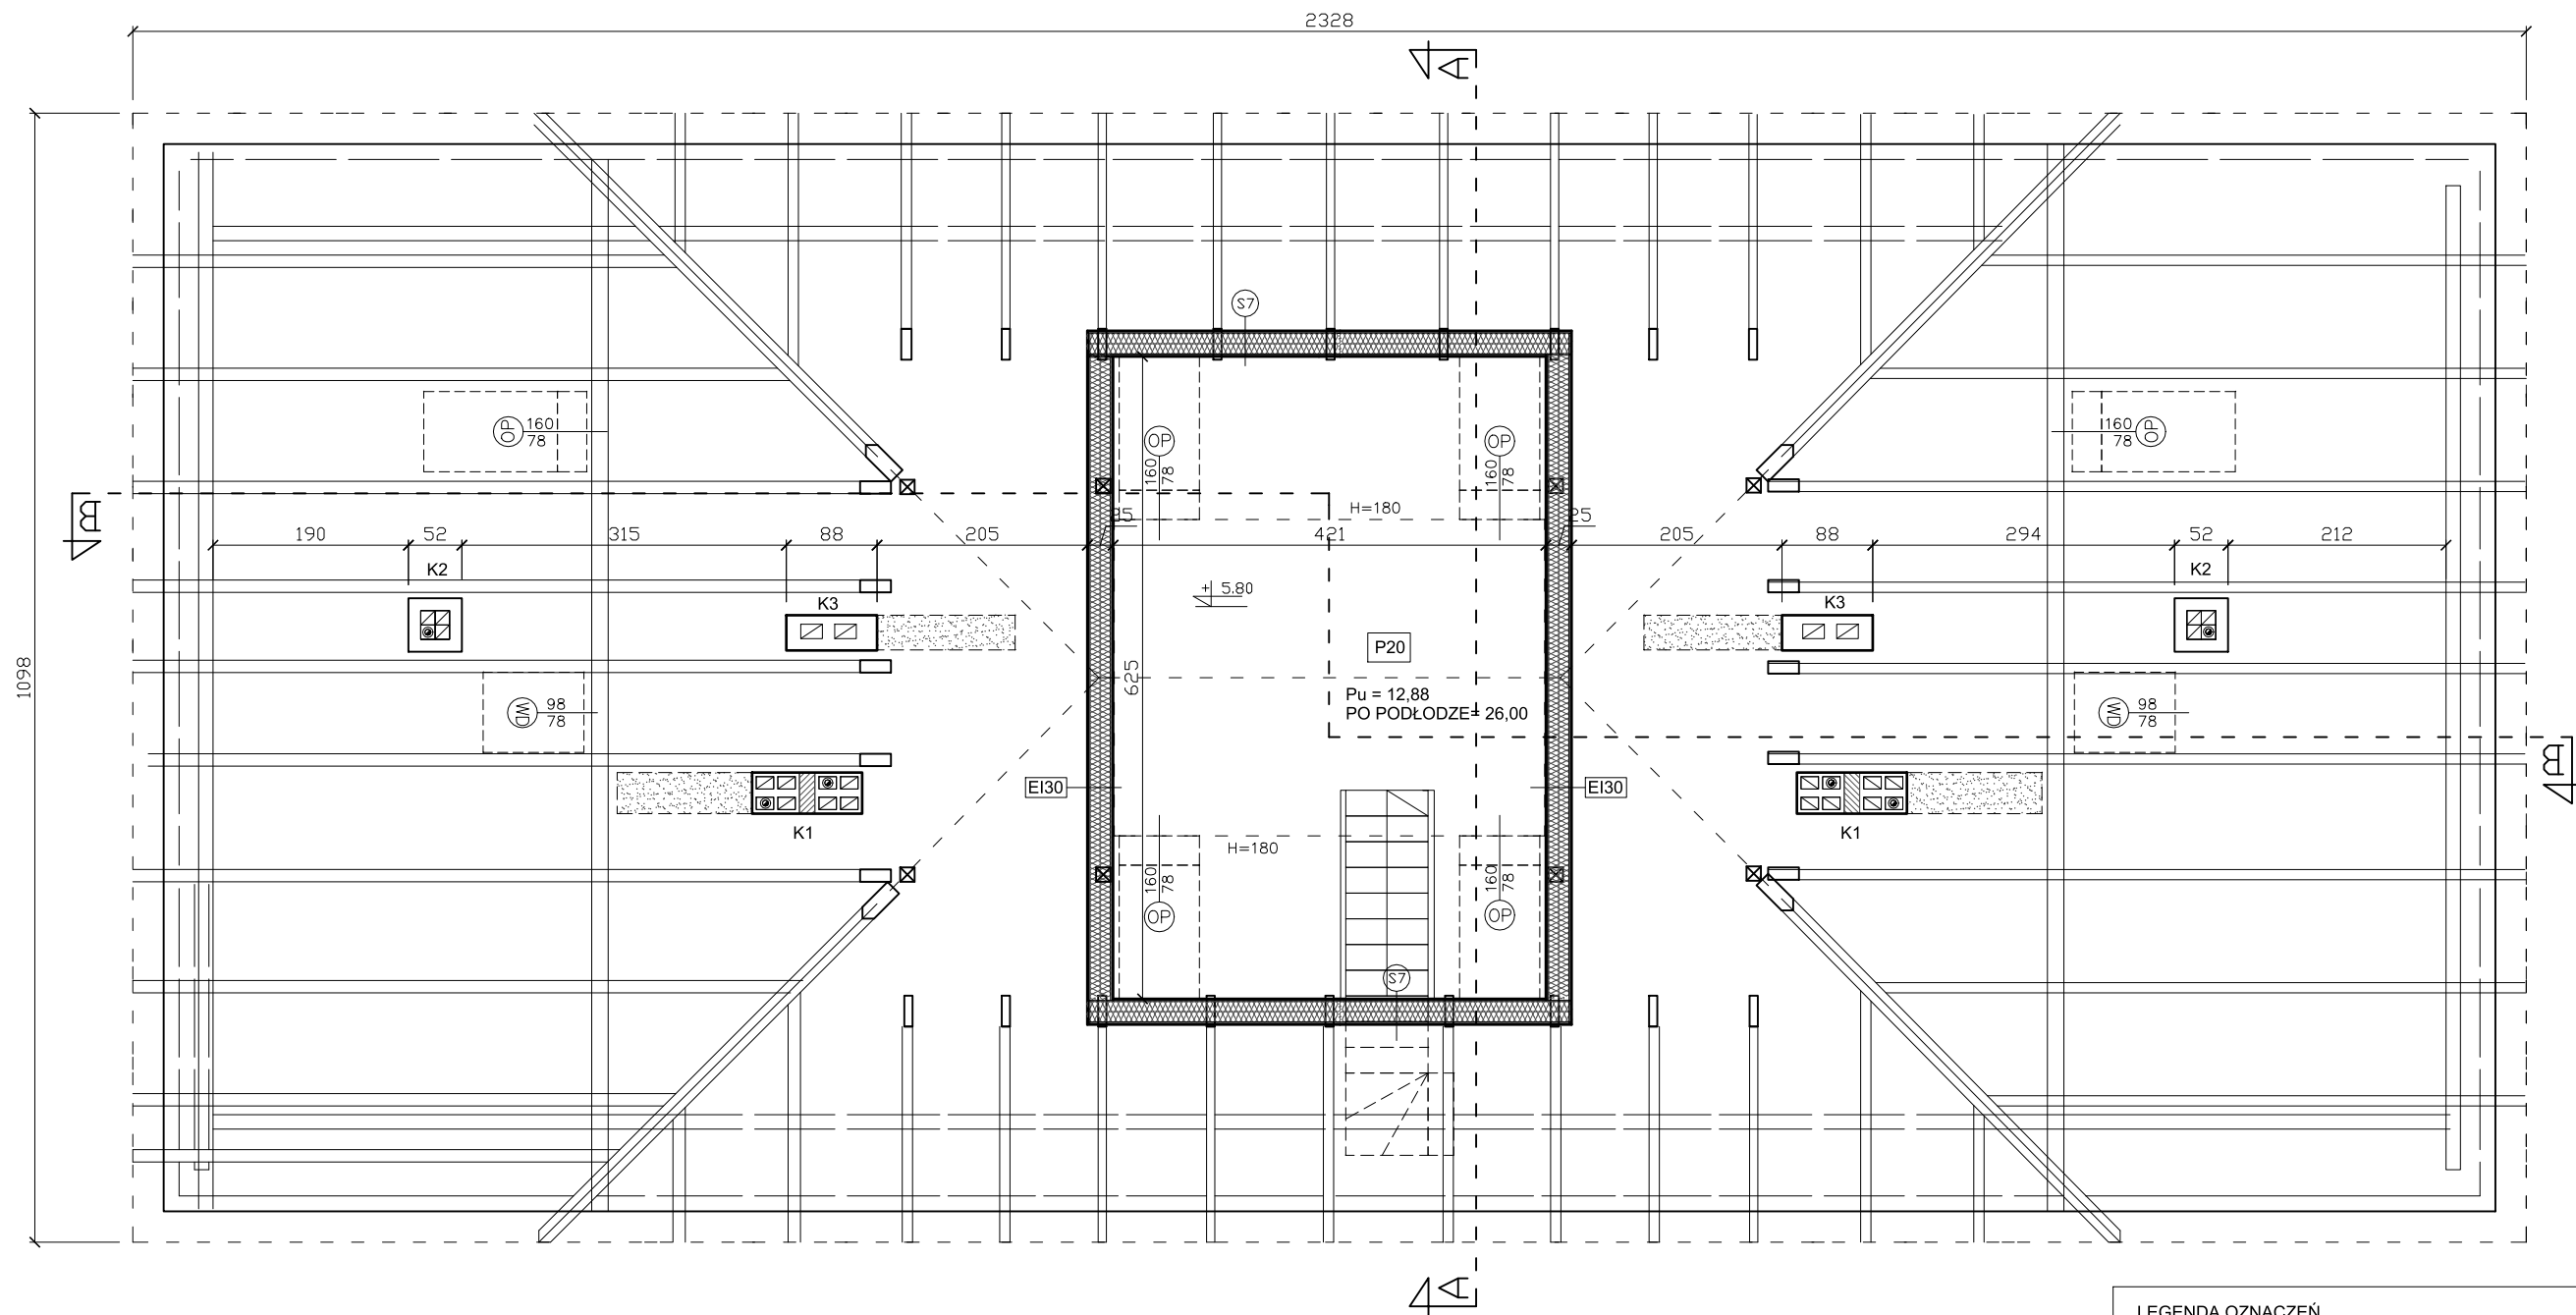 2328
A
S7
OP 160
78
OP
160
78
OP
160
78
160
78 OP
B
H=180
190
52
315
88
205
25
421
25
205
88
294
52
212
K2
K2
+ 5.80
K3
K3
1098
625
P20
Pu = 12,88
PO PODŁODZE= 26,00
WD 98
78
WD 98
78
B
EI30
EI30
K1
K1
H=180
160
78
OP
160
78
OP
S7
A
LEGENDA OZNACZEŃ